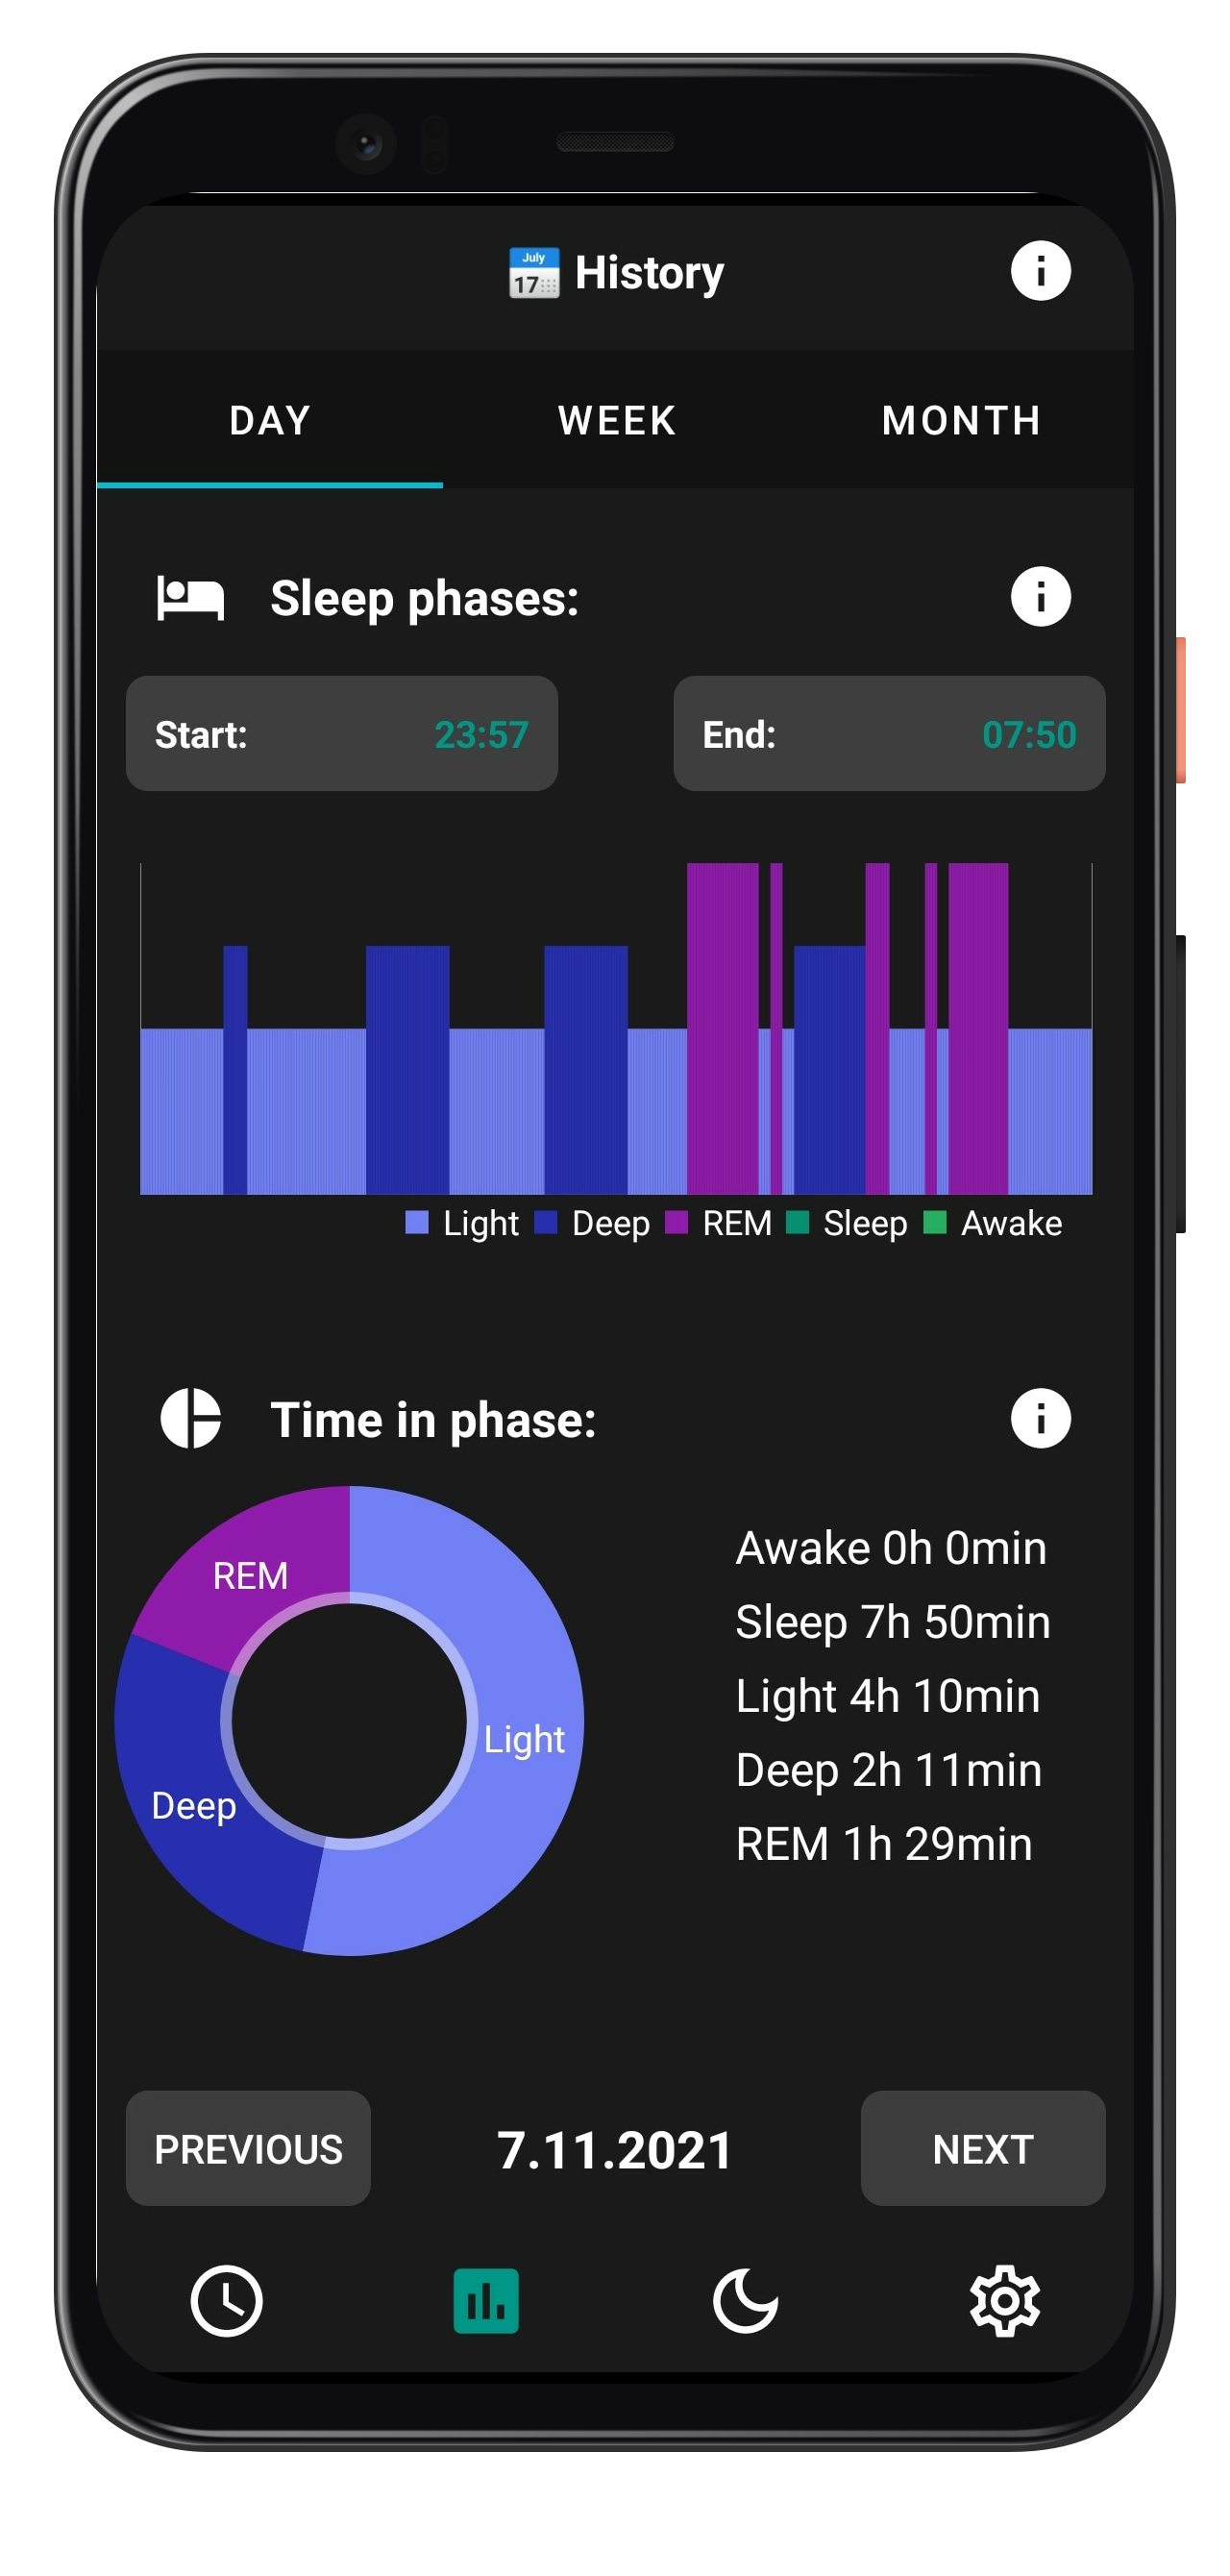 July
17
History
DAY WEEK MONTH
Sleep phases:
Start: 23:57 End: 07:50
Light Deep REM Sleep Awake
Time in phase:
REM
Light
Deep
Awake 0h 0min
Sleep 7h 50min
Light 4h 10min
Deep 2h 11min
REM 1h 29min
PREVIOUS 7.11.2021 NEXT